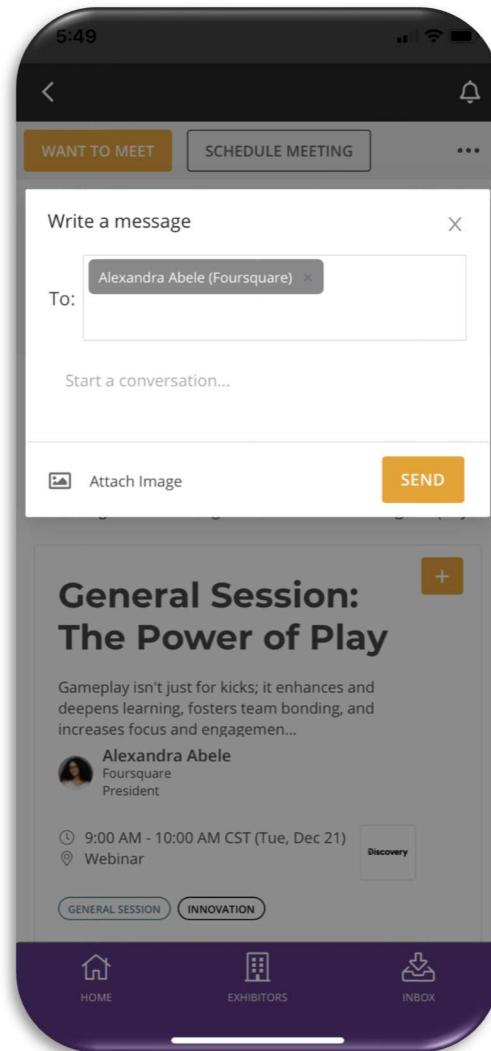 5:49
WANT TO MEET
SCHEDULE MEETING
Write a message
To:
Alexandra Abele (Foursquare) ×
Start a conversation...
Attach Image
SEND
General Session:
The Power of Play
Gameplay isn't just for kicks; it enhances and
deepens learning, fosters team bonding, and
increases focus and engagemen...
Alexandra Abele
Foursquare
President
9:00 AM - 10:00 AM CST (Tue, Dec 21)
Webinar
Discovery
GENERAL SESSION
INNOVATION
HOME
EXHIBITORS
INBOX